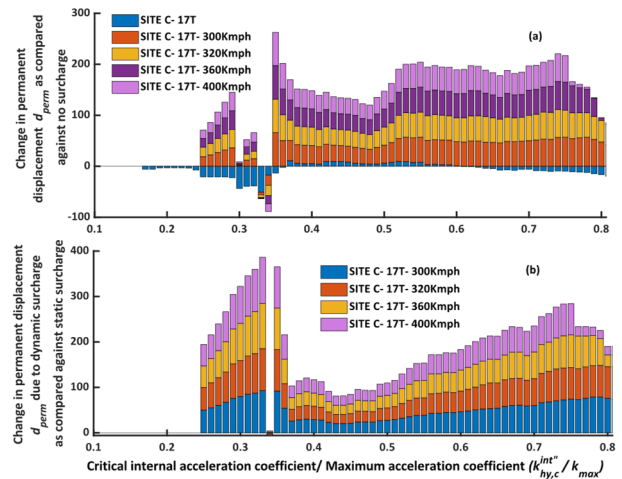 300
200
100
0
-100
0.1
0.2
0.3
0.4
0.5
0.6
0.7
0.8
Change in permanent
displacement dperm as compared
against no surcharge
SITE C- 17T
SITE C- 17T- 300Kmph
SITE C- 17T- 320Kmph
SITE C- 17T- 360Kmph
SITE C- 17T- 400Kmph
(a)
400
300
200
100
0
0.1
0.2
0.3
0.4
0.5
0.6
0.7
0.8
Change in permanent displacement
dperm due to dynamic surcharge
as compared against static surcharge
SITE C- 17T- 300Kmph
SITE C- 17T- 320Kmph
SITE C- 17T- 360Kmph
SITE C- 17T- 400Kmph
(b)
Critical internal acceleration coefficient/ Maximum acceleration coefficient (k int" hy,c / k max)